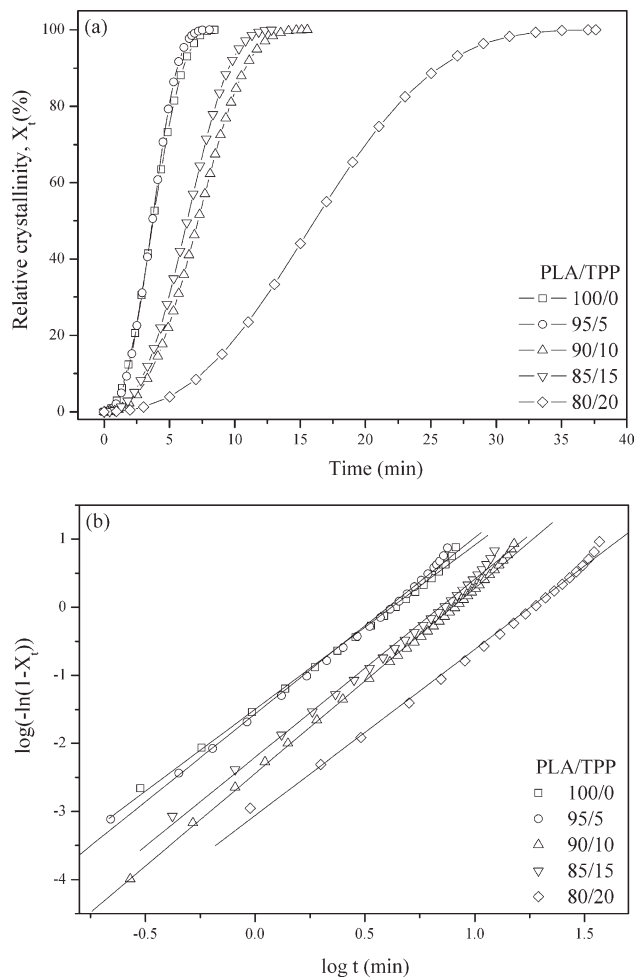 (a)
100
80
60
40
20
0
Relative crystallinity, Xt(%)
PLA/TPP
100/0
95/5
90/10
85/15
80/20
0 5 10 15 20 25 30 35 40
Time (min)
(b)
1
0
-1
-2
-3
-4
log(-ln(1-Xt))
PLA/TPP
100/0
95/5
90/10
85/15
80/20
-0.5 0.0 0.5 1.0 1.5
log t (min)